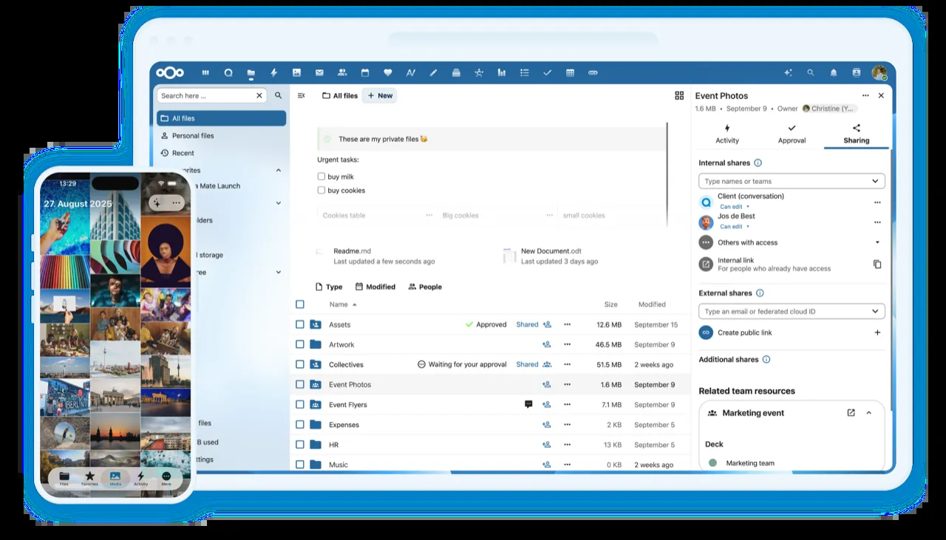 Search here ...
All files
Personal files
Recent
orites
a Mate Launch
olders
l storage
ree
files
B used
ttings
All files
+ New
These are my private files
Urgent tasks:
buy milk
buy cookies
Cookies table
Big cookies
small cookies
Readme.md
Last updated a few seconds ago
New Document.odt
Last updated 3 days ago
Type Modified People
Name Size Modified
Assets Approved Shared 12.6 MB September 15
Artwork 46.5 MB September 9
Collectives Waiting for your approval Shared 51.5 MB 2 weeks ago
Event Photos 1.6 MB September 9
Event Flyers 7.1 MB September 9
Expenses 2 KB September 5
HR 13 KB September 5
Music 0 KB 2 weeks ago
Event Photos
1.6 MB • September 9 • Owner Christine (Y...
Activity Approval Sharing
Internal shares
Type names or teams
Client (conversation)
Can edit
Jos de Best
Can edit
Others with access
Internal link
For people who already have access
External shares
Type an email or federated cloud ID
Create public link
Additional shares
Related team resources
Marketing event
Deck
Marketing team
13:29
27. August 2025
BERLIN
Files Favorites Media Activity More